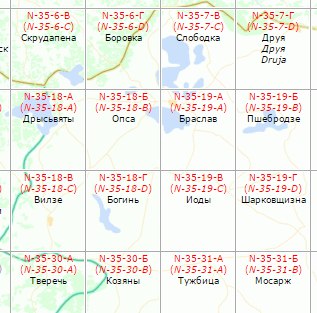 N-35-6-В
(N-35-6-C)
Скрудапена
N-35-6-Г
(N-35-6-D)
Боровка
N-35-7-В
(N-35-7-C)
Слободка
N-35-7-Г
(N-35-7-D)
Друя
Друя
Druja
N-35-18-А
(N-35-18-A)
Дрысьвяты
N-35-18-Б
(N-35-18-B)
Опса
N-35-19-А
(N-35-19-A)
Браслав
N-35-19-Б
(N-35-19-B)
Пшебродзе
N-35-18-В
(N-35-18-C)
Вилзе
N-35-18-Г
(N-35-18-D)
Богинь
N-35-19-В
(N-35-19-C)
Иоды
N-35-19-Г
(N-35-19-D)
Шарковщизна
N-35-30-А
(N-35-30-A)
Тверечь
N-35-30-Б
(N-35-30-B)
Козяны
N-35-31-А
(N-35-31-A)
Тужбица
N-35-31-Б
(N-35-31-B)
Мосарж